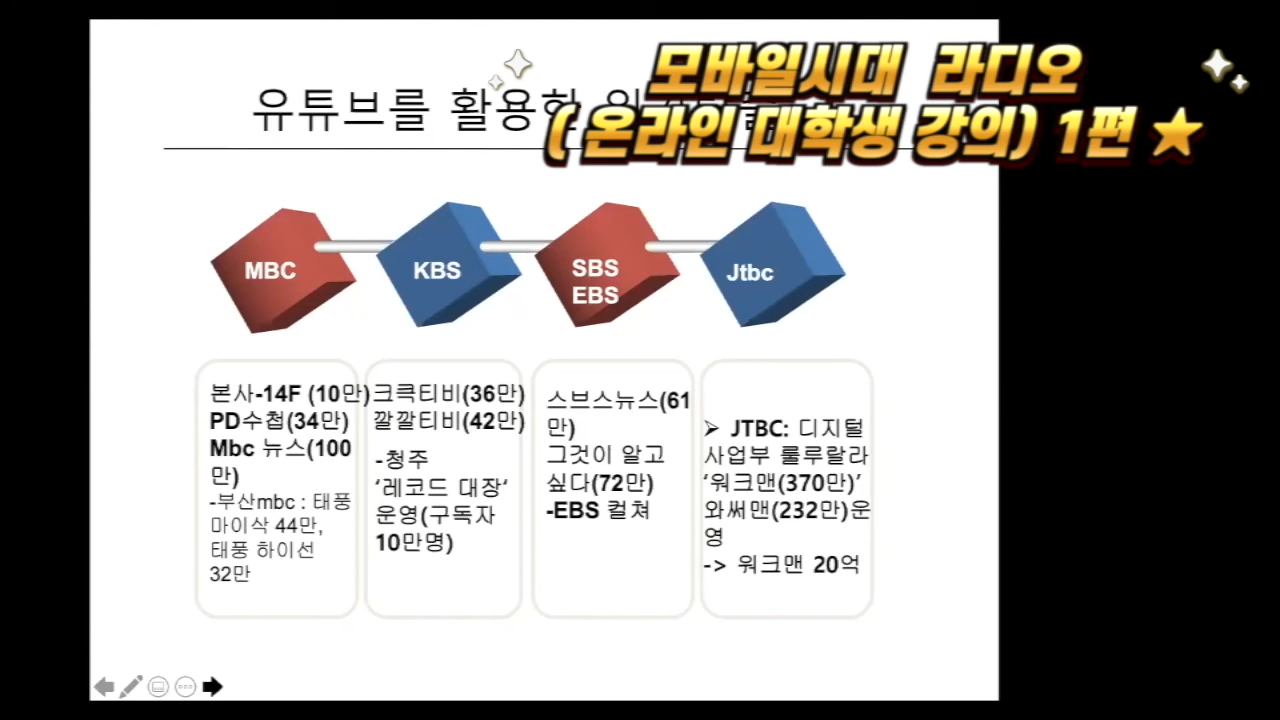 모바일시대 라디오
(온라인 대학생 강의) 1편 ★
유튜브를 활용한
MBC
KBS
SBS
EBS
Jtbc
본사-14F (10만)
PD수첩(34만)
Mbc 뉴스(100
만)
-부산mbc : 태풍
마이삭 44만,
태풍 하이선
32만
크큭티비(36만)
깔깔티비(42만)
-청주
‘레코드 대장‘
운영(구독자
10만명)
스브스뉴스(61
만)
그것이 알고
싶다(72만)
-EBS 컬쳐
➢ JTBC: 디지털
사업부 룰루랄라
‘워크맨(370만)’
와써맨(232만)운
영
-> 워크맨 20억